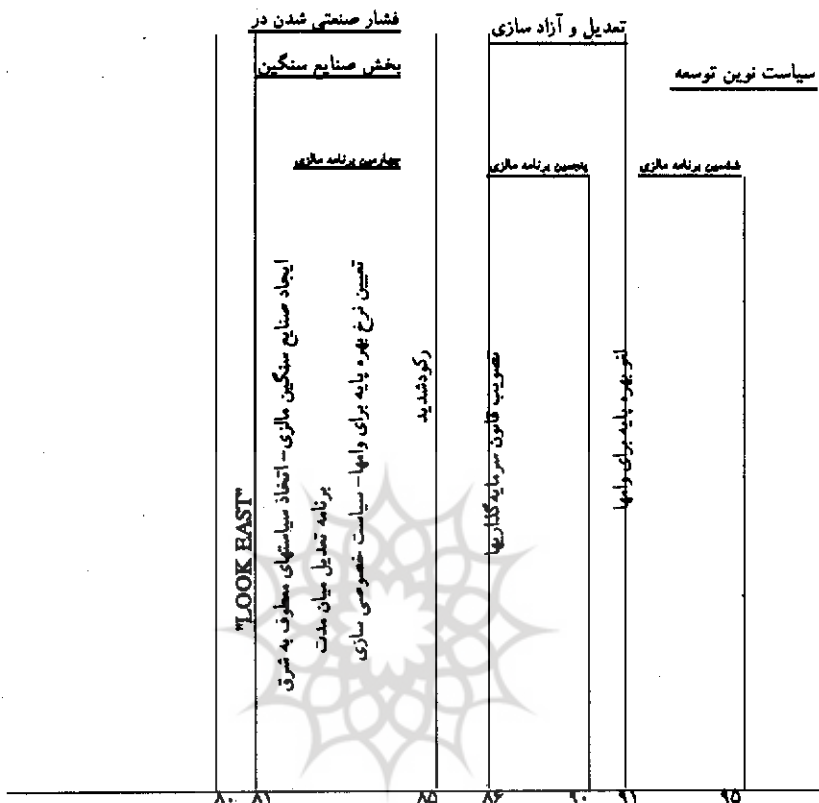 فشار صنعتی شدن در
بخش صنایع سنگین
تعدیل و آزاد سازی
سیاست نوین توسعه
چهارمین برنامه مالزی
پنجمین برنامه مالزی
ششمین برنامه مالزی
"LOOK EAST"
ایجاد صنایع سنگین مالزی - اتخاذ سیاستهای معطوف به شرق
برنامه تعدیل میان مدت
تعیین نرخ بهره پایه برای وامها - سیاست خصوصی سازی
رکودشدید
تصویب قانون سرمایه گذاریها
لغو بهره پایه برای وامها
۸۰ ۸۱ ۸۵ ۸۶ ۹۰ ۹۱ ۹۵